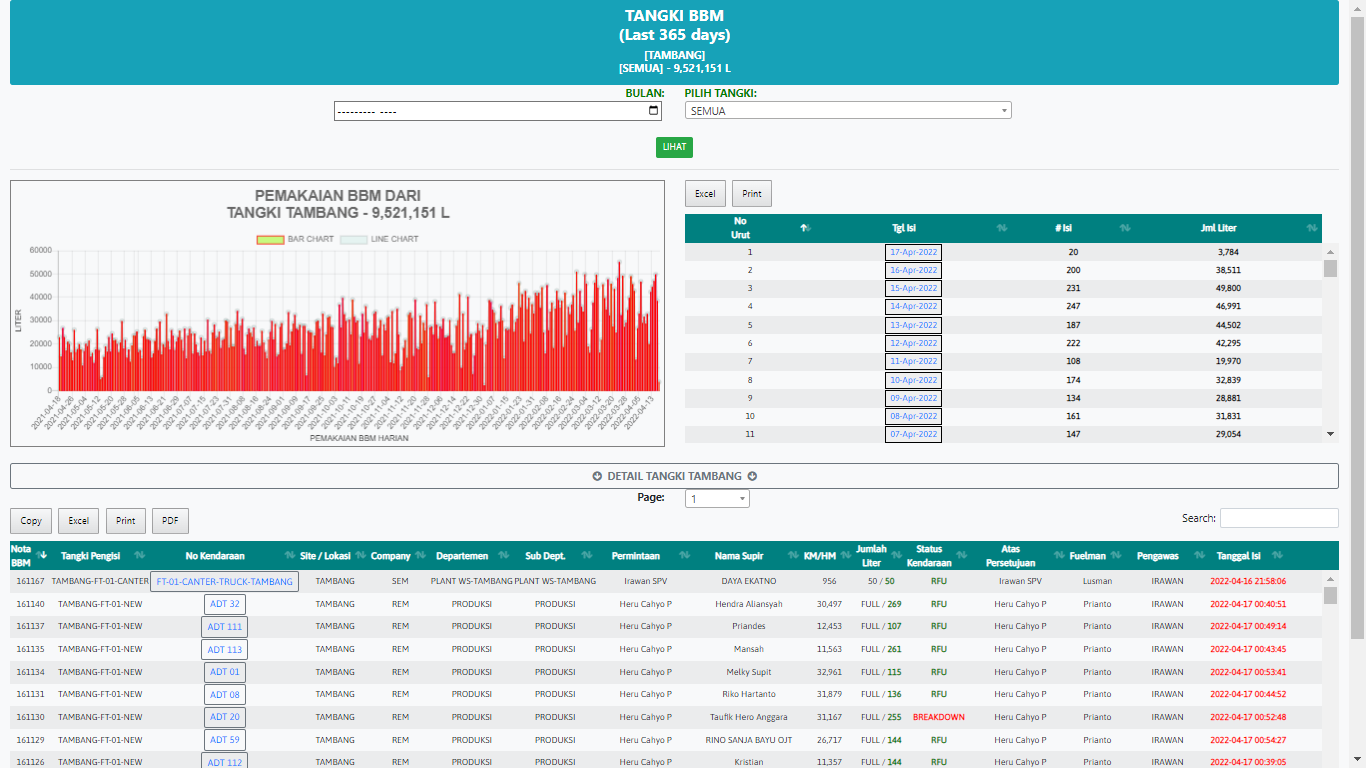 TANGKI BBM
(Last 365 days)
[TAMBANG]
[SEMUA] - 9,521,151 L
BULAN: PILIH TANGKI:
--------- ---- SEMUA
LIHAT
PEMAKAIAN BBM DARI
TANGKI TAMBANG - 9,521,151 L
BAR CHART LINE CHART
60000
50000
40000
30000
20000
10000
0
LITER
2021-04-18 2021-04-26 2021-05-04 2021-05-12 2021-05-20 2021-05-28 2021-06-05 2021-06-13 2021-06-21 2021-06-29 2021-07-07 2021-07-15 2021-07-23 2021-07-31 2021-08-08 2021-08-16 2021-08-24 2021-09-01 2021-09-09 2021-09-17 2021-09-25 2021-10-03 2021-10-11 2021-10-19 2021-10-27 2021-11-04 2021-11-12 2021-11-20 2021-11-28 2021-12-06 2021-12-14 2021-12-22 2021-12-30 2022-01-07 2022-01-15 2022-01-23 2022-01-31 2022-02-08 2022-02-16 2022-02-24 2022-03-04 2022-03-12 2022-03-20 2022-03-28 2022-04-05 2022-04-13
PEMAKAIAN BBM HARIAN
Excel Print
No Urut Tgl Isi # Isi Jml Liter
1 17-Apr-2022 20 3,784
2 16-Apr-2022 200 38,511
3 15-Apr-2022 231 49,800
4 14-Apr-2022 247 46,991
5 13-Apr-2022 187 44,502
6 12-Apr-2022 222 42,295
7 11-Apr-2022 108 19,970
8 10-Apr-2022 174 32,839
9 09-Apr-2022 134 28,881
10 08-Apr-2022 161 31,831
11 07-Apr-2022 147 29,054
DETAIL TANGKI TAMBANG
Page: 1
Copy Excel Print PDF Search:
Nota BBM Tangki Pengisi No Kendaraan Site / Lokasi Company Departemen Sub Dept. Permintaan Nama Supir KM/HM Jumlah Liter Status Kendaraan Atas Persetujuan Fuelman Pengawas Tanggal Isi
161167 TAMBANG-FT-01-CANTER FT-01-CANTER-TRUCK-TAMBANG TAMBANG SEM PLANT WS-TAMBANG PLANT WS-TAMBANG Irawan SPV DAYA EKATNO 956 50 / 50 RFU Irawan SPV Lusman IRAWAN 2022-04-16 21:58:06
161140 TAMBANG-FT-01-NEW ADT 32 TAMBANG REM PRODUKSI PRODUKSI Heru Cahyo P Hendra Aliansyah 30,497 FULL / 269 RFU Heru Cahyo P Prianto IRAWAN 2022-04-17 00:40:51
161137 TAMBANG-FT-01-NEW ADT 111 TAMBANG REM PRODUKSI PRODUKSI Heru Cahyo P Priandes 12,453 FULL / 107 RFU Heru Cahyo P Prianto IRAWAN 2022-04-17 00:49:14
161135 TAMBANG-FT-01-NEW ADT 113 TAMBANG REM PRODUKSI PRODUKSI Heru Cahyo P Mansah 11,563 FULL / 261 RFU Heru Cahyo P Prianto IRAWAN 2022-04-17 00:43:45
161134 TAMBANG-FT-01-NEW ADT 01 TAMBANG REM PRODUKSI PRODUKSI Heru Cahyo P Melky Supit 32,961 FULL / 115 RFU Heru Cahyo P Prianto IRAWAN 2022-04-17 00:53:41
161131 TAMBANG-FT-01-NEW ADT 08 TAMBANG REM PRODUKSI PRODUKSI Heru Cahyo P Riko Hartanto 31,879 FULL / 136 RFU Heru Cahyo P Prianto IRAWAN 2022-04-17 00:44:52
161130 TAMBANG-FT-01-NEW ADT 20 TAMBANG REM PRODUKSI PRODUKSI Heru Cahyo P Taufik Hero Anggara 31,167 FULL / 255 BREAKDOWN Heru Cahyo P Prianto IRAWAN 2022-04-17 00:52:48
161129 TAMBANG-FT-01-NEW ADT 59 TAMBANG REM PRODUKSI PRODUKSI Heru Cahyo P RINO SANJA BAYU OJT 26,717 FULL / 144 RFU Heru Cahyo P Prianto IRAWAN 2022-04-17 00:54:27
161126 TAMBANG-FT-01-NEW ADT 112 TAMBANG REM PRODUKSI PRODUKSI Heru Cahyo P Kristian 11,357 FULL / 144 RFU Heru Cahyo P Prianto IRAWAN 2022-04-17 00:39:05